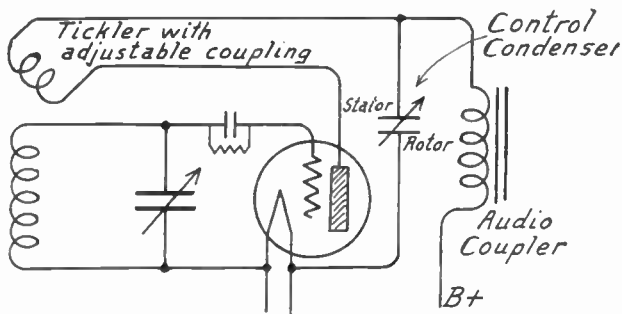 Tickler with
adjustable coupling
Control
Condenser
Stator
Rotor
Audio
Coupler
B+